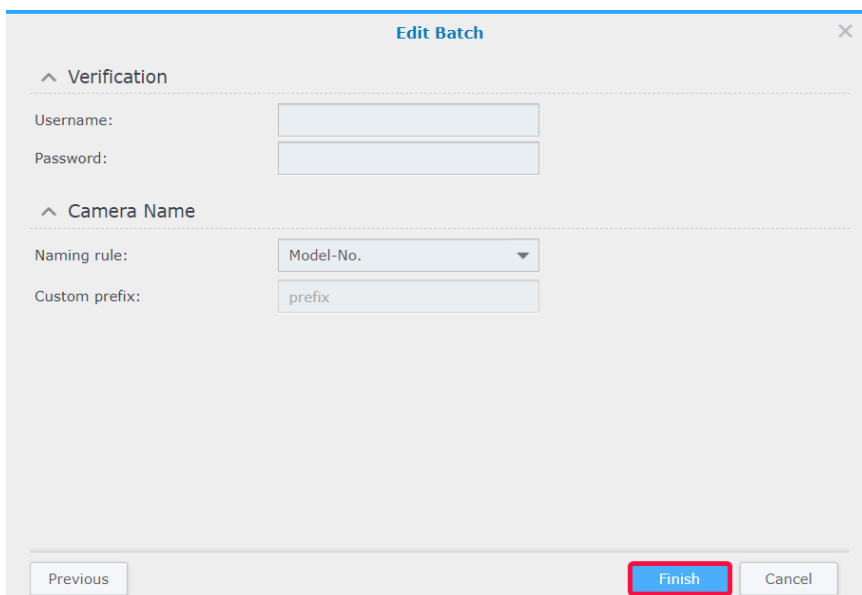 Edit Batch
Verification
Username:
Password:
Camera Name
Naming rule: Model-No.
Custom prefix: prefix
Previous Finish Cancel